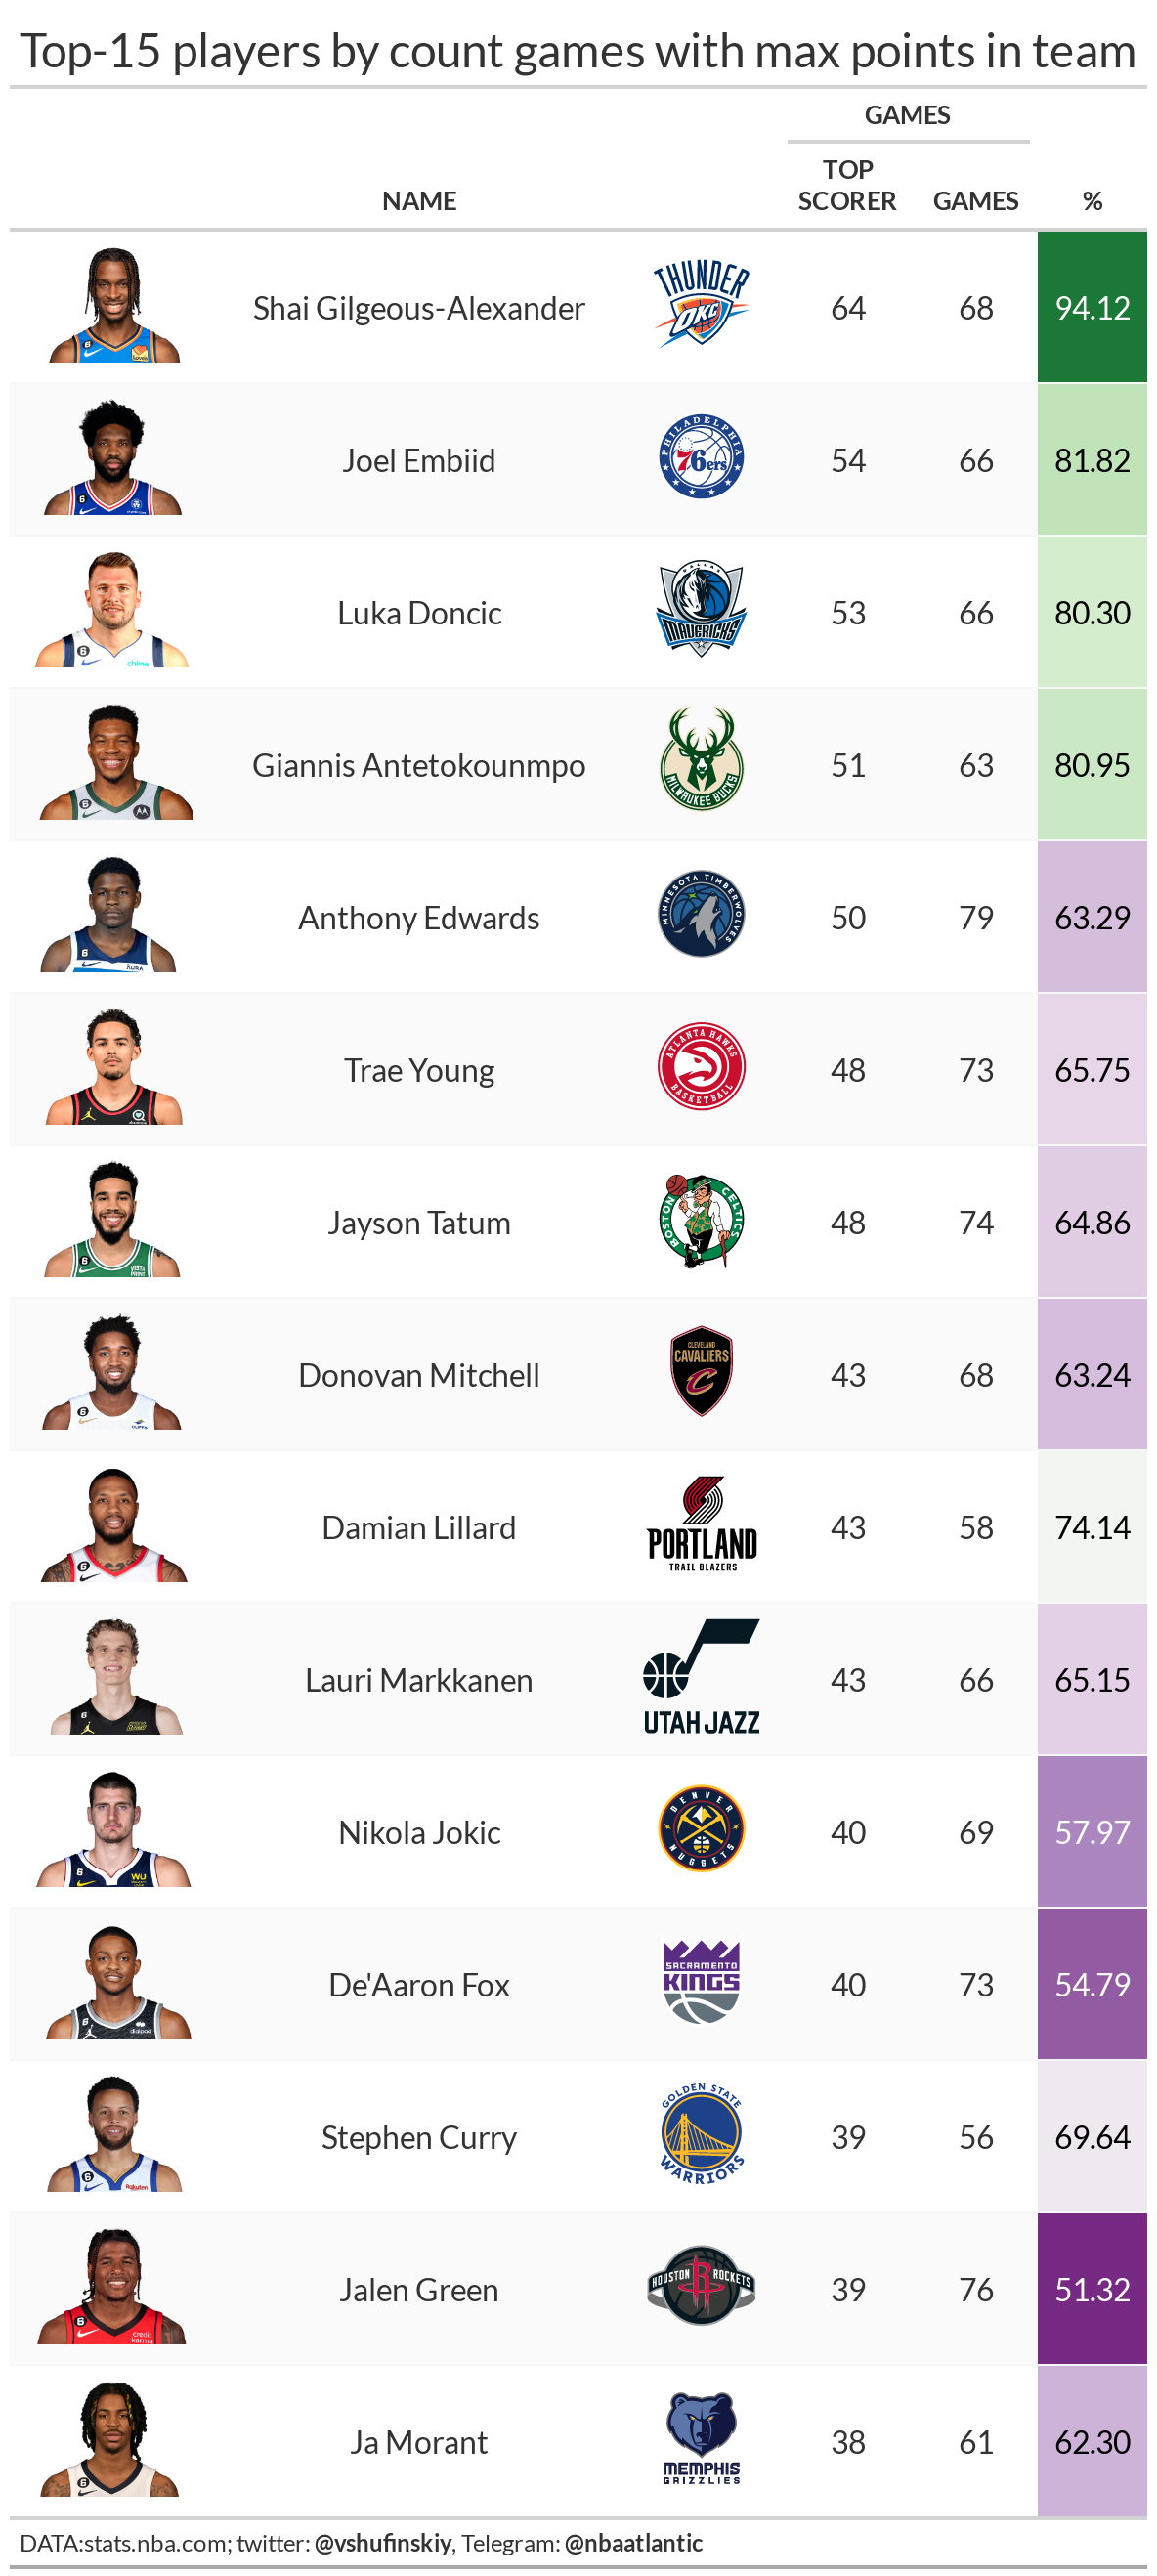 Top-15 players by count games with max points in team
GAMES
NAME TOP SCORER GAMES %
Shai Gilgeous-Alexander THUNDER OKC 64 68 94.12
Joel Embiid PHILADELPHIA 76ers 54 66 81.82
Luka Doncic DALLAS MAVERICKS 53 66 80.30
Giannis Antetokounmpo MILWAUKEE BUCKS 51 63 80.95
Anthony Edwards MINNESOTA TIMBERWOLVES 50 79 63.29
Trae Young ATLANTA HAWKS BASKETBALL 48 73 65.75
Jayson Tatum BOSTON CELTICS 48 74 64.86
Donovan Mitchell CLEVELAND CAVALIERS C 43 68 63.24
Damian Lillard PORTLAND TRAIL BLAZERS 43 58 74.14
Lauri Markkanen UTAH JAZZ 43 66 65.15
Nikola Jokic DENVER NUGGETS 40 69 57.97
De'Aaron Fox SACRAMENTO KINGS 40 73 54.79
Stephen Curry GOLDEN STATE WARRIORS 39 56 69.64
Jalen Green HOUSTON R ROCKETS 39 76 51.32
Ja Morant MEMPHIS GRIZZLIES 38 61 62.30
DATA:stats.nba.com; twitter: @vshufinskiy, Telegram: @nbaatlantic